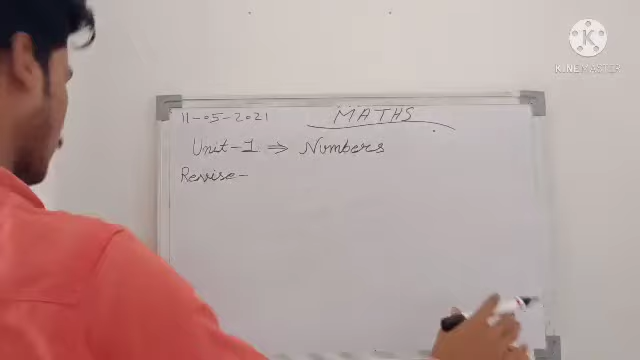 KINEMASTER
11-05-2021 MATHS
Unit-1 ⇒ Numbers
Revise-